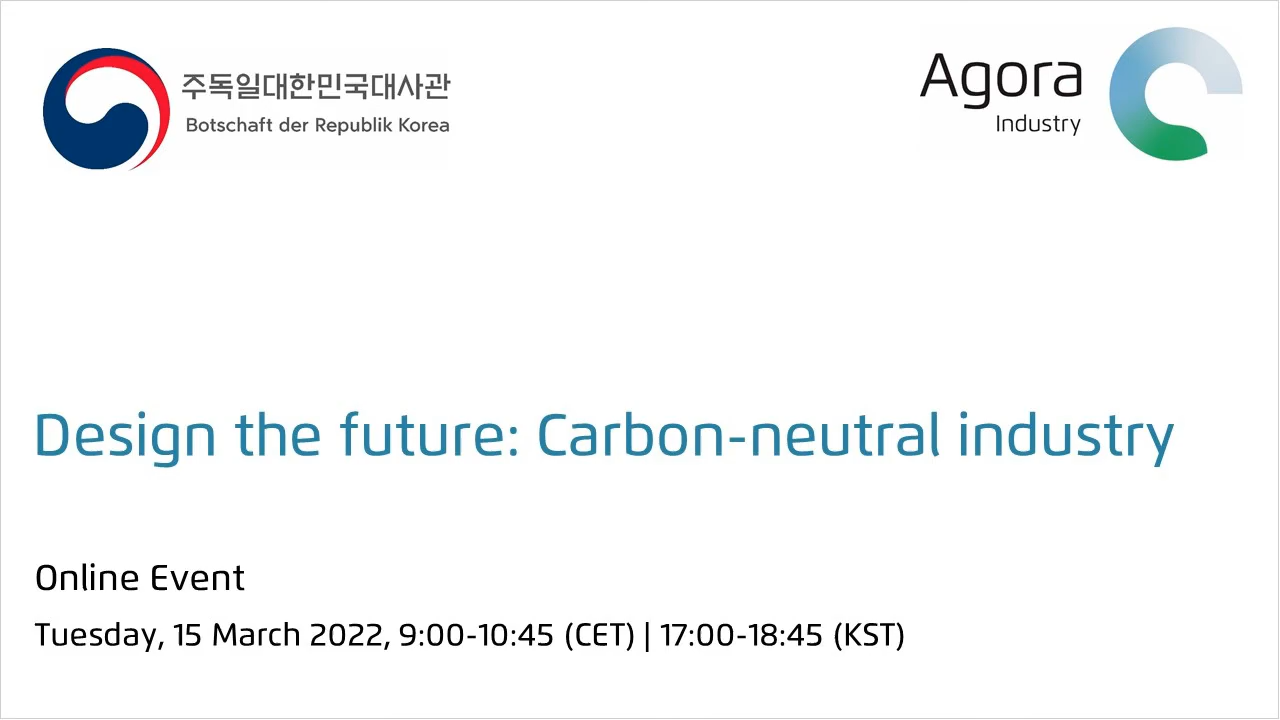 주독일대한민국대사관
Botschaft der Republik Korea
Agora
Industry
Design the future: Carbon-neutral industry
Online Event
Tuesday, 15 March 2022, 9:00-10:45 (CET) | 17:00-18:45 (KST)